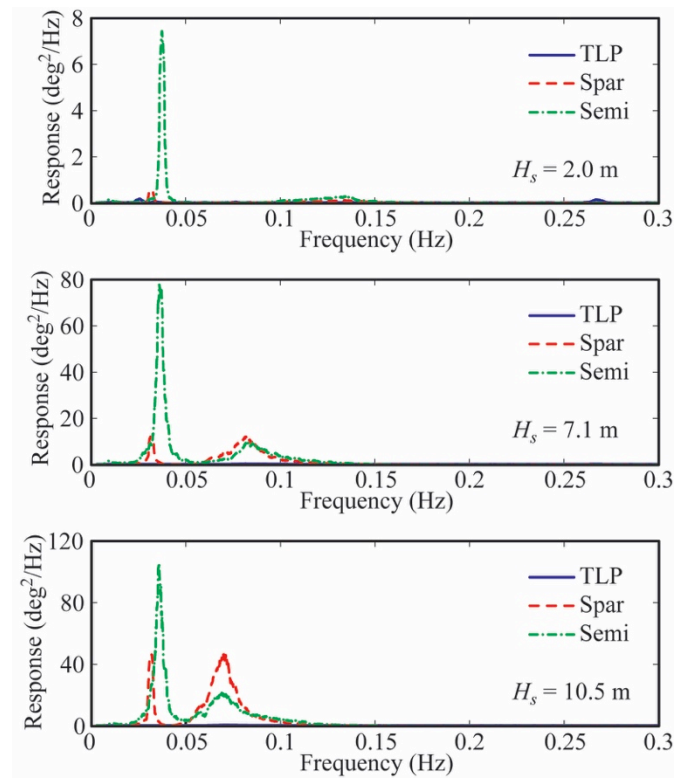 8
6
4
2
0
Response (deg²/Hz)
TLP
Spar
Semi
Hs = 2.0 m
0 0.05 0.1 0.15 0.2 0.25 0.3
Frequency (Hz)
80
60
40
20
0
Response (deg²/Hz)
TLP
Spar
Semi
Hs = 7.1 m
0 0.05 0.1 0.15 0.2 0.25 0.3
Frequency (Hz)
120
80
40
0
Response (deg²/Hz)
TLP
Spar
Semi
Hs = 10.5 m
0 0.05 0.1 0.15 0.2 0.25 0.3
Frequency (Hz)